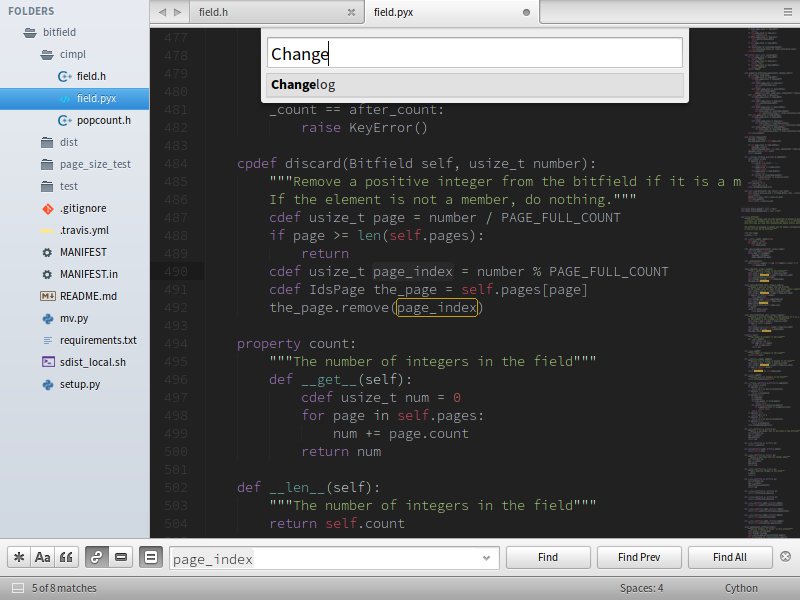 FOLDERS
bitfield
cimpl
field.h
field.pyx
popcount.h
dist
page_size_test
test
.gitignore
.travis.yml
MANIFEST
MANIFEST.in
README.md
mv.py
requirements.txt
sdist_local.sh
setup.py
field.h
field.pyx
Change
Changelog
477
478
479
480
481 _count == after_count:
482 raise KeyError()
483
484 cpdef discard(Bitfield self, usize_t number):
485 """Remove a positive integer from the bitfield if it is a m
486 If the element is not a member, do nothing."""
487 cdef usize_t page = number / PAGE_FULL_COUNT
488 if page >= len(self.pages):
489 return
490 cdef usize_t page_index = number % PAGE_FULL_COUNT
491 cdef IdsPage the_page = self.pages[page]
492 the_page.remove(page_index)
493
494 property count:
495 """The number of integers in the field"""
496 def __get__(self):
497 cdef usize_t num = 0
498 for page in self.pages:
499 num += page.count
500 return num
501
502 def __len__(self):
503 """The number of integers in the field"""
504 return self.count
Aa page_index Find Find Prev Find All
5 of 8 matches Spaces: 4 Cython